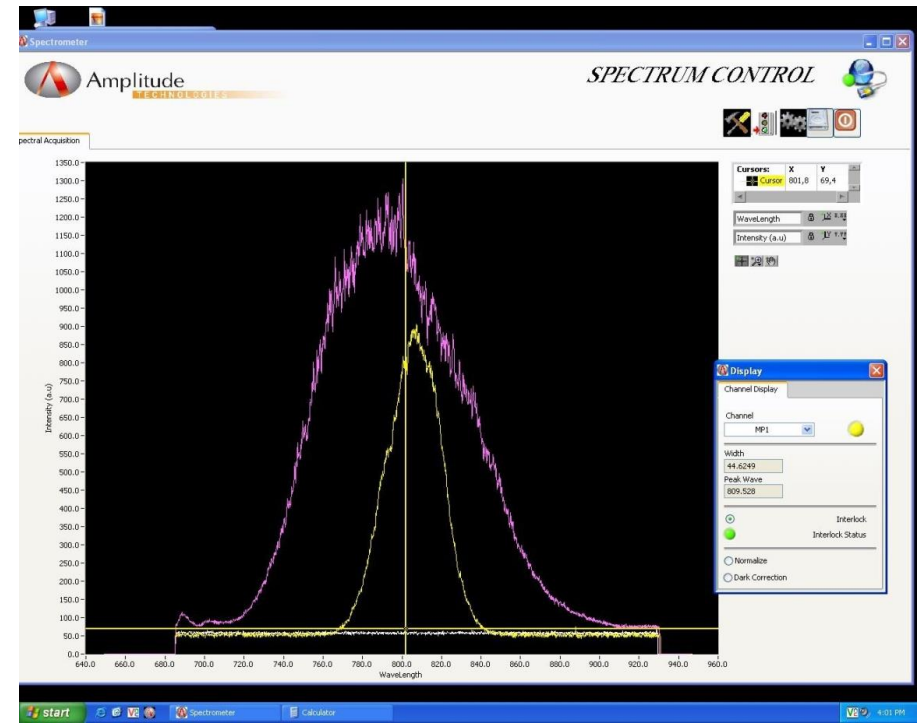 Spectrometer
Amplitude
TECHNOLOGIES
SPECTRUM CONTROL
pectral Acquisition
1350.0
1300.0
1250.0
1200.0
1150.0
1100.0
1050.0
1000.0
950.0
900.0
850.0
800.0
750.0
700.0
650.0
600.0
550.0
500.0
450.0
400.0
350.0
300.0
250.0
200.0
150.0
100.0
50.0
0.0
Intensity (a.u)
640.0 660.0 680.0 700.0 720.0 740.0 760.0 780.0 800.0 820.0 840.0 860.0 880.0 900.0 920.0 940.0 960.0
WaveLength
Cursors: X Y
Cursor 801,8 69,4
WaveLength
Intensity (a.u)
Display
Channel Display
Channel
MP1
Width
44.6249
Peak Wave
809.528
Interlock
Interlock Status
Normalize
Dark Correction
start
Spectrometer
Calculator
4:01 PM